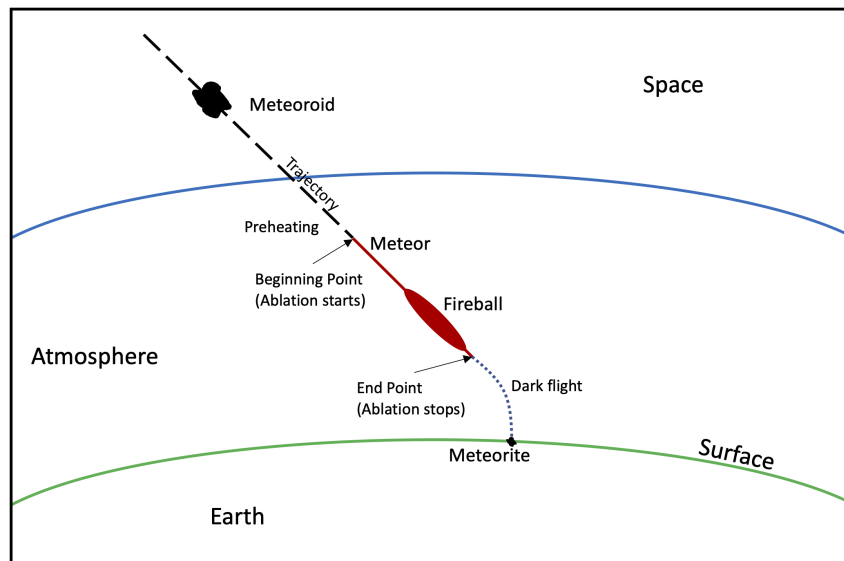 Space
Meteoroid
Trajectory
Preheating
Meteor
Beginning Point
(Ablation starts)
Fireball
Atmosphere
End Point
(Ablation stops)
Dark flight
Surface
Meteorite
Earth